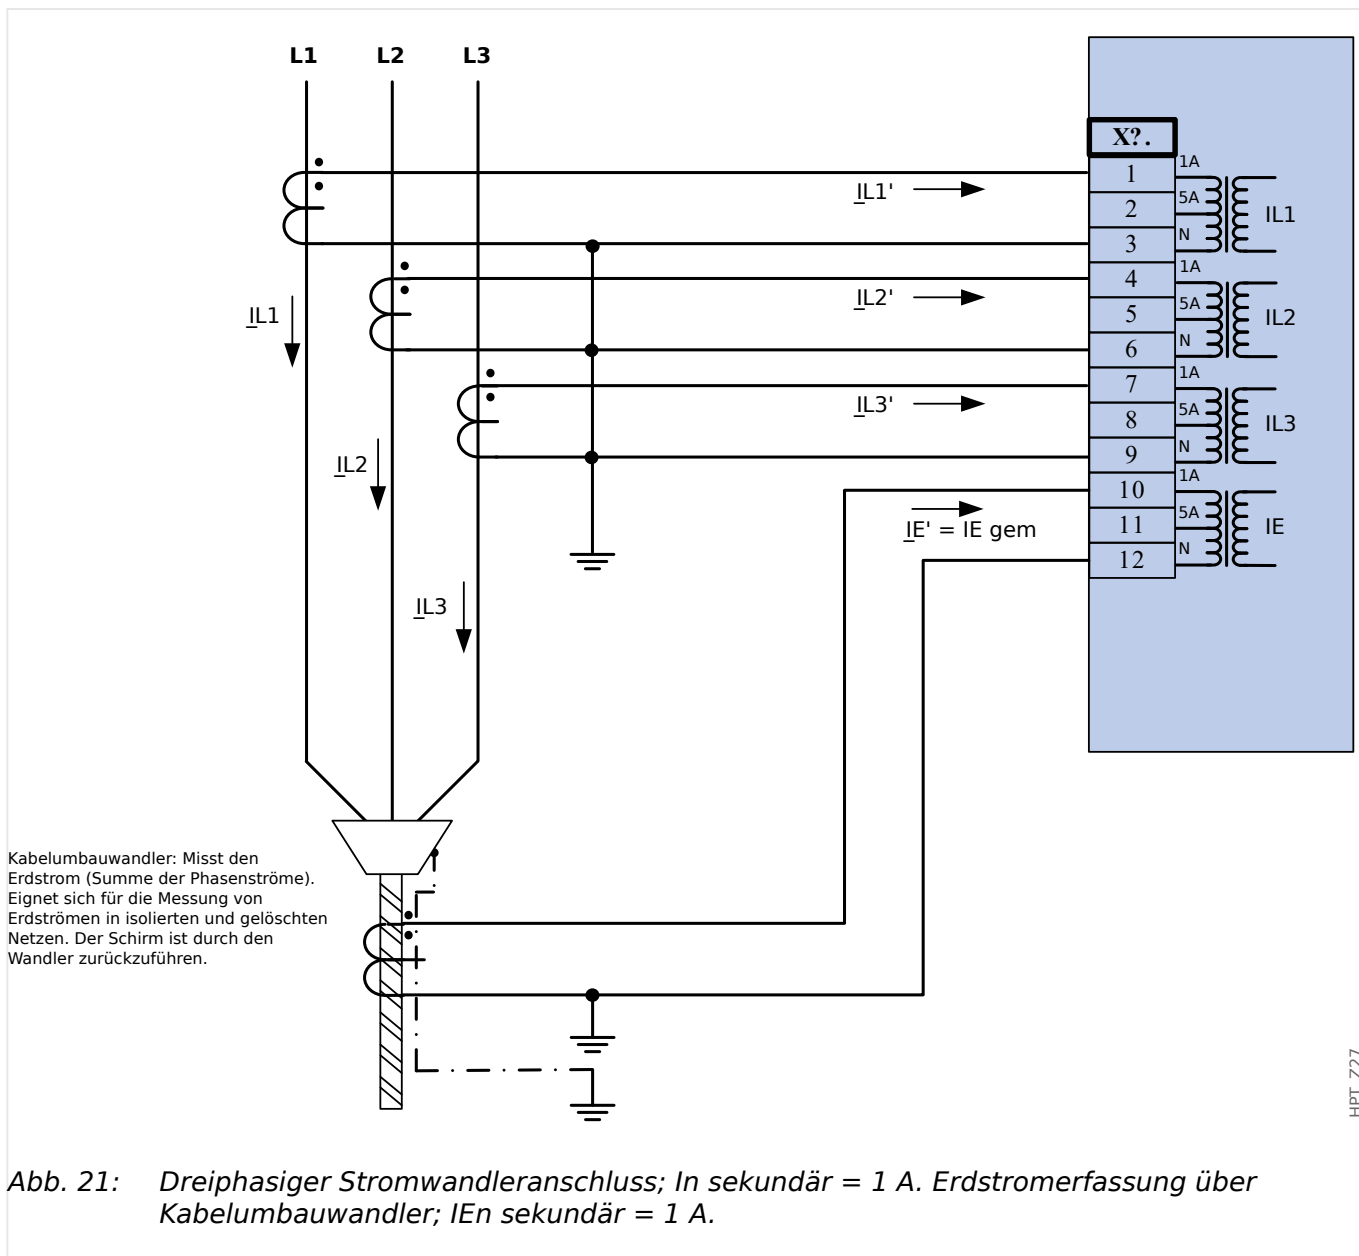 L1 L2 L3
X?.
1 1A
2 5A
3 N
IL1
4 1A
5 5A
6 N
IL2
7 1A
8 5A
9 N
IL3
10 1A
11 5A
12 N
IE
IL1'
IL2'
IL3'
IE' = IE gem
IL1
IL2
IL3
Kabelumbauwandler: Misst den
Erdstrom (Summe der Phasenströme).
Eignet sich für die Messung von
Erdströmen in isolierten und gelöschten
Netzen. Der Schirm ist durch den
Wandler zurückzuführen.
HPT_Z27
Abb. 21: Dreiphasiger Stromwandleranschluss; In sekundär = 1 A. Erdstromerfassung über
Kabelumbauwandler; IEn sekundär = 1 A.